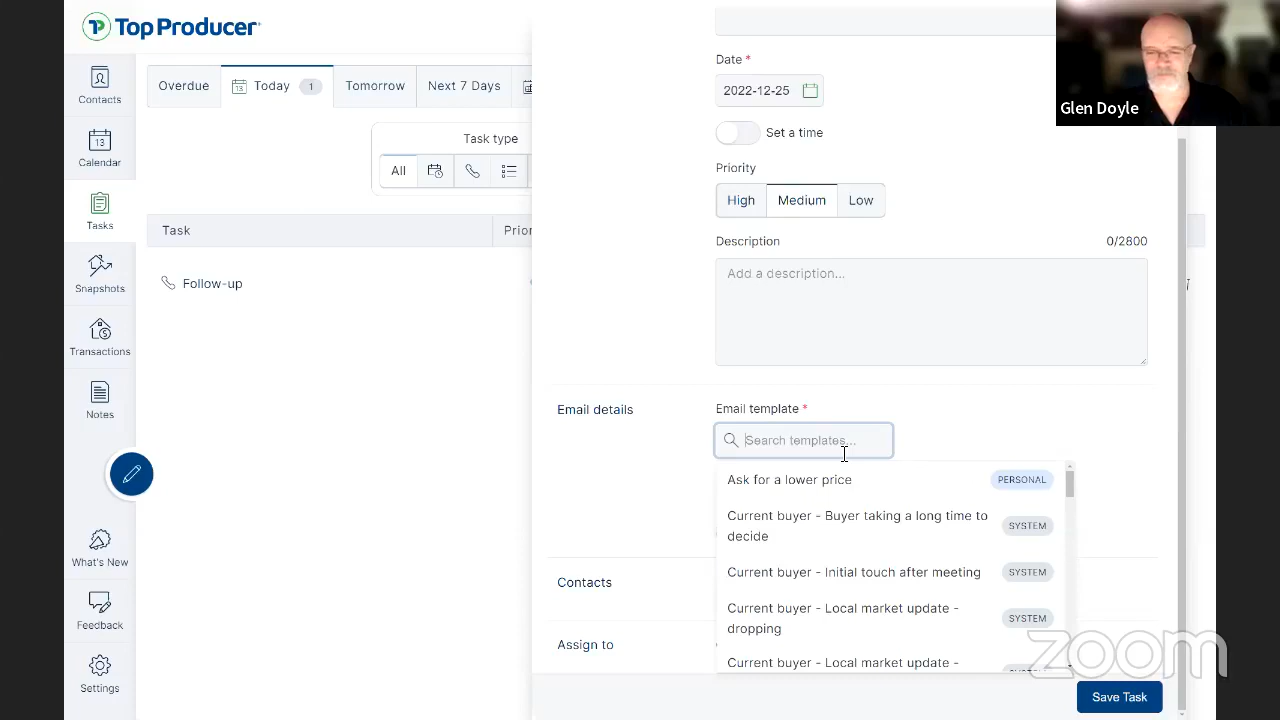 Top Producer
Contacts
13
Calendar
Tasks
Snapshots
Transactions
Notes
What's New
Feedback
Settings
Overdue
13
Today
1
Tomorrow
Next 7 Days
Task type
All
Task
Prior
Follow-up
Date *
2022-12-25
Set a time
Priority
High
Medium
Low
Description
0/2800
Add a description...
Email details
Email template *
Search templates...
Ask for a lower price
PERSONAL
Current buyer - Buyer taking a long time to
decide
SYSTEM
Current buyer - Initial touch after meeting
SYSTEM
Current buyer - Local market update -
dropping
SYSTEM
Current buyer - Local market update -
Contacts
Assign to
Save Task
Glen Doyle
zoom